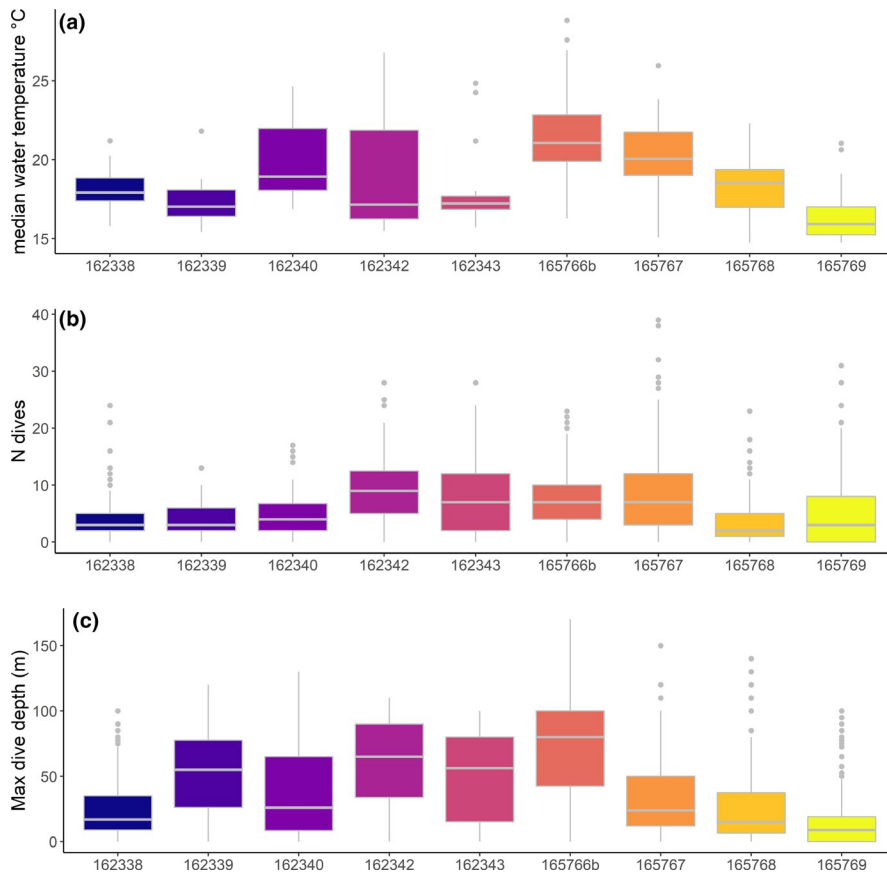 (a)
median water temperature °C
25
20
15
162338 162339 162340 162342 162343 165766b 165767 165768 165769
(b)
N dives
40
30
20
10
0
162338 162339 162340 162342 162343 165766b 165767 165768 165769
(c)
Max dive depth (m)
150
100
50
0
162338 162339 162340 162342 162343 165766b 165767 165768 165769